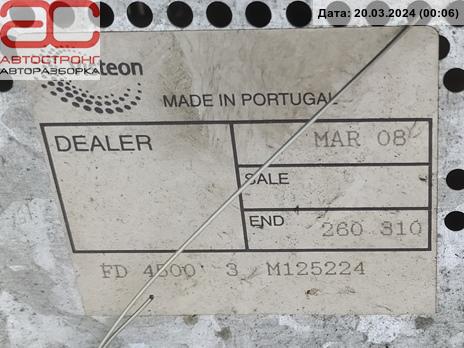 Дата: 20.03.2024 (00:06)
АС
АВТОСТРОНГ
АВТОРАЗБОРКА
MADE IN PORTUGAL
DEALER
MAR 08
SALE
END
260 310
FD 4500 3 M125224